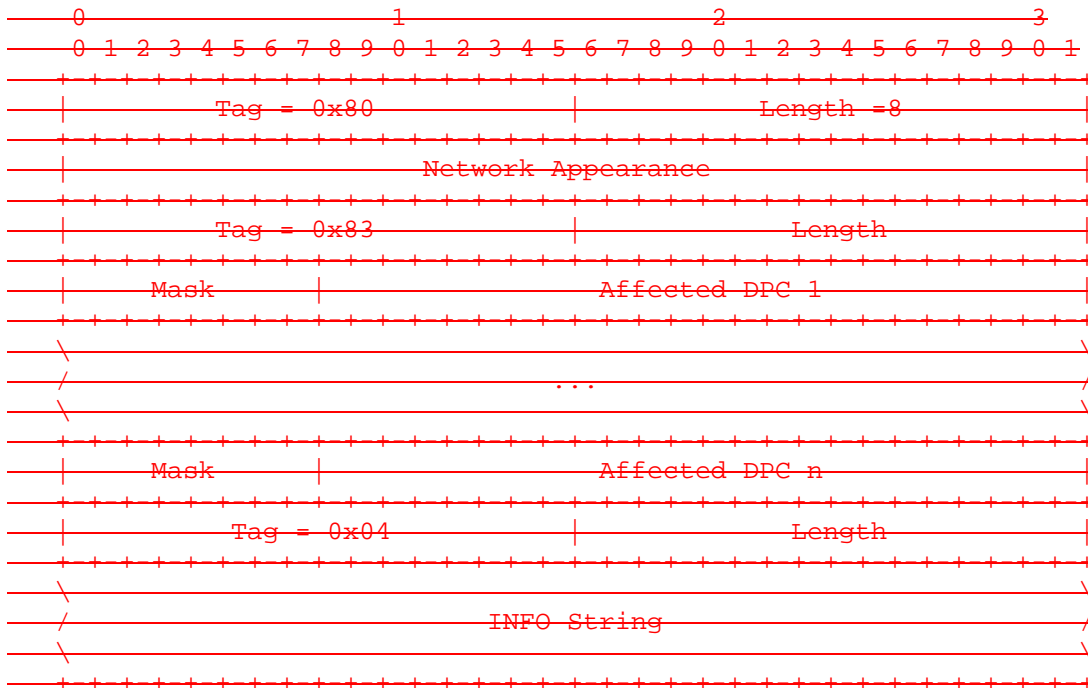 0                   1                   2                   3
 0 1 2 3 4 5 6 7 8 9 0 1 2 3 4 5 6 7 8 9 0 1 2 3 4 5 6 7 8 9 0 1
+-+-+-+-+-+-+-+-+-+-+-+-+-+-+-+-+-+-+-+-+-+-+-+-+-+-+-+-+-+-+-+-+
|         Tag = 0x80            |           Length =8           |
+-+-+-+-+-+-+-+-+-+-+-+-+-+-+-+-+-+-+-+-+-+-+-+-+-+-+-+-+-+-+-+-+
|                      Network Appearance                       |
+-+-+-+-+-+-+-+-+-+-+-+-+-+-+-+-+-+-+-+-+-+-+-+-+-+-+-+-+-+-+-+-+
|         Tag = 0x83            |             Length            |
+-+-+-+-+-+-+-+-+-+-+-+-+-+-+-+-+-+-+-+-+-+-+-+-+-+-+-+-+-+-+-+-+
|     Mask      |                 Affected DPC 1                |
+-+-+-+-+-+-+-+-+-+-+-+-+-+-+-+-+-+-+-+-+-+-+-+-+-+-+-+-+-+-+-+-+
\                                                               \
/                              ...                              /
\                                                               \
+-+-+-+-+-+-+-+-+-+-+-+-+-+-+-+-+-+-+-+-+-+-+-+-+-+-+-+-+-+-+-+-+
|     Mask      |                 Affected DPC n                |
+-+-+-+-+-+-+-+-+-+-+-+-+-+-+-+-+-+-+-+-+-+-+-+-+-+-+-+-+-+-+-+-+
|          Tag = 0x04           |             Length            |
+-+-+-+-+-+-+-+-+-+-+-+-+-+-+-+-+-+-+-+-+-+-+-+-+-+-+-+-+-+-+-+-+
\                                                               \
/                          INFO String                          /
\                                                               \
+-+-+-+-+-+-+-+-+-+-+-+-+-+-+-+-+-+-+-+-+-+-+-+-+-+-+-+-+-+-+-+-+